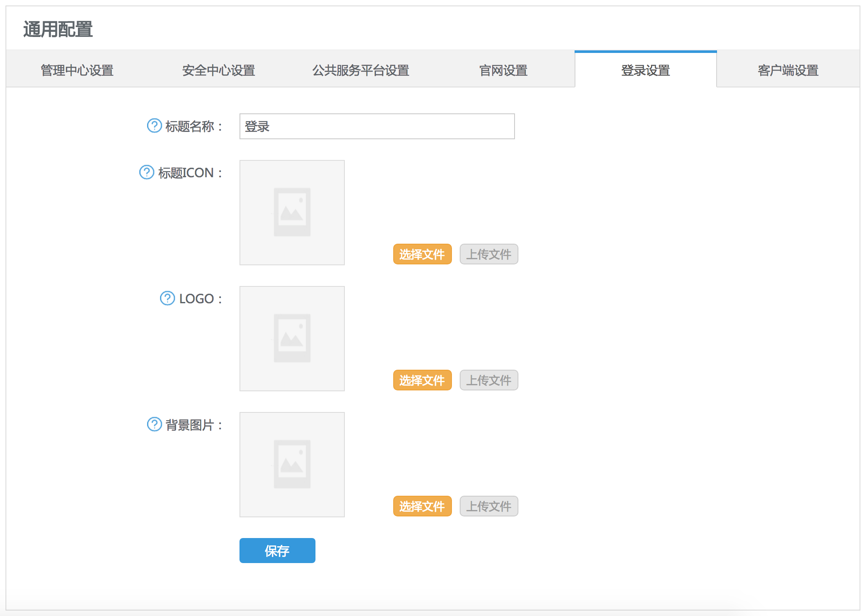 通用配置
管理中心设置 安全中心设置 公共服务平台设置 官网设置 登录设置 客户端设置
? 标题名称： 登录
? 标题ICON：
选择文件 上传文件
? LOGO：
选择文件 上传文件
? 背景图片：
选择文件 上传文件
保存